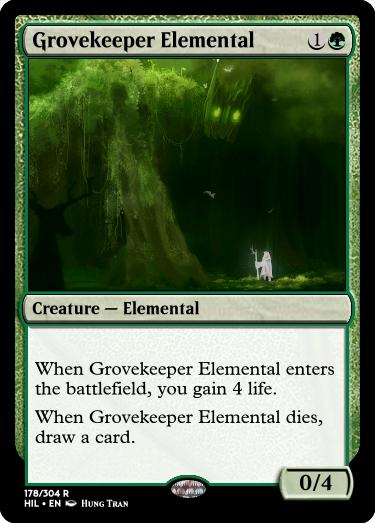 Grovekeeper Elemental 1
Creature — Elemental
When Grovekeeper Elemental enters
the battlefield, you gain 4 life.
When Grovekeeper Elemental dies,
draw a card.
0/4
178/304 R
HIL • EN Hung Tran